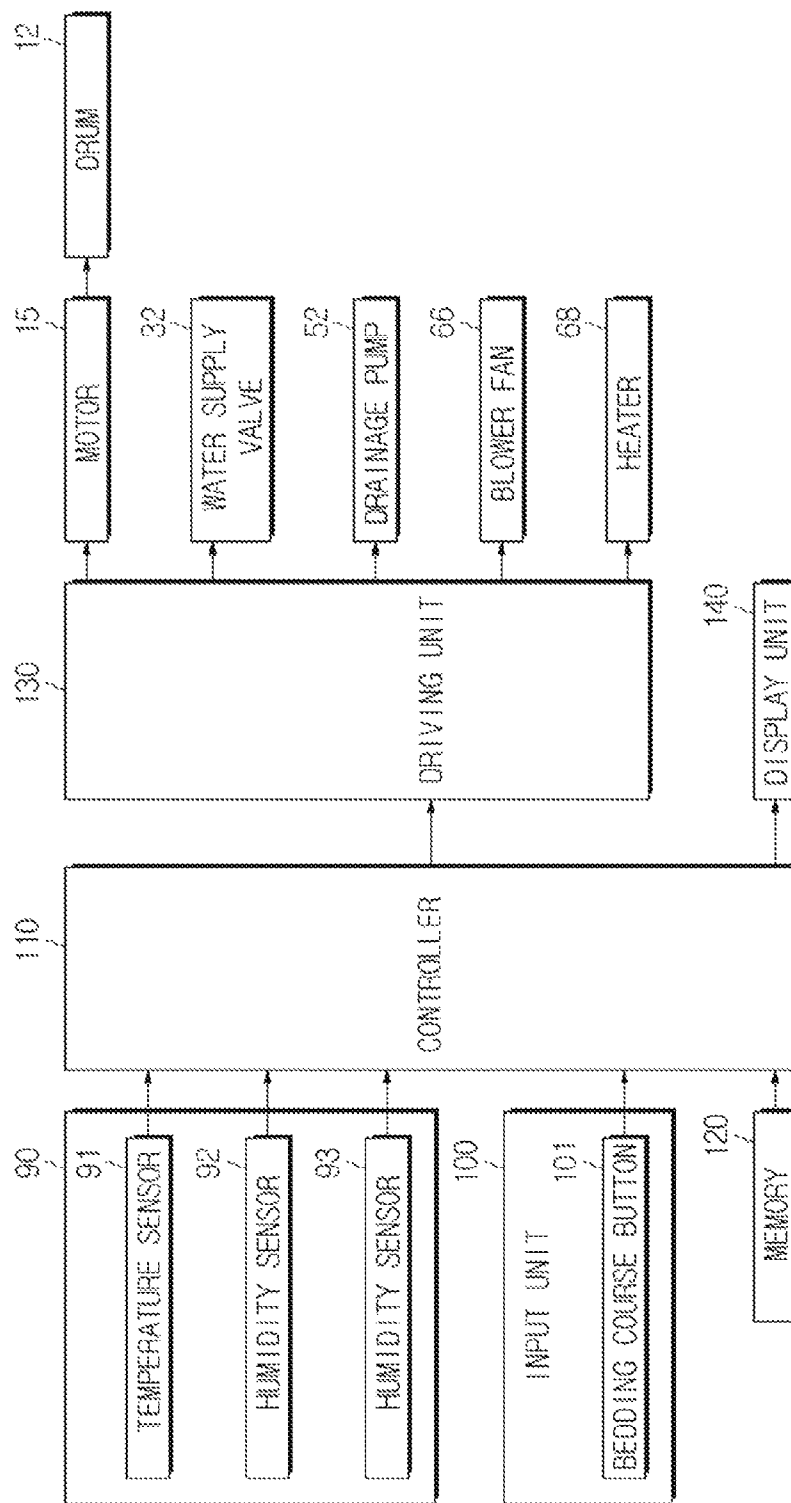 90
91
TEMPERATURE SENSOR
92
HUMIDITY SENSOR
93
HUMIDITY SENSOR
100
INPUT UNIT
101
BEDDING COURSE BUTTON
120
MEMORY
110
CONTROLLER
130
DRIVING UNIT
140
DISPLAY UNIT
15
MOTOR
32
WATER SUPPLY
VALVE
52
DRAINAGE PUMP
66
BLOWER FAN
68
HEATER
12
DRUM